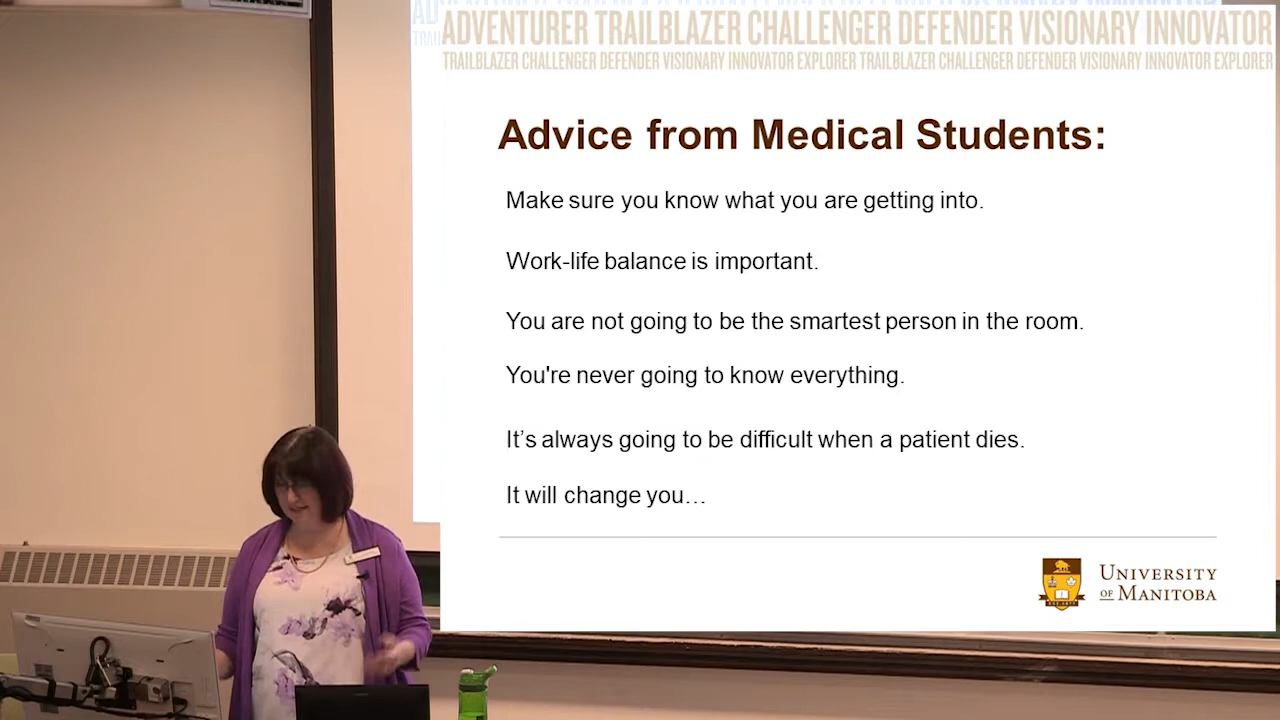 ADVENTURER TRAILBLAZER CHALLENGER DEFENDER VISIONARY INNOVATOR
TRAILBLAZER CHALLENGER DEFENDER VISIONARY INNOVATOR EXPLORER TRAILBLAZER CHALLENGER DEFENDER VISIONARY INNOVATOR EXPLORER
Advice from Medical Students:
Make sure you know what you are getting into.
Work-life balance is important.
You are not going to be the smartest person in the room.
You're never going to know everything.
It’s always going to be difficult when a patient dies.
It will change you…
UNIVERSITY
OF MANITOBA